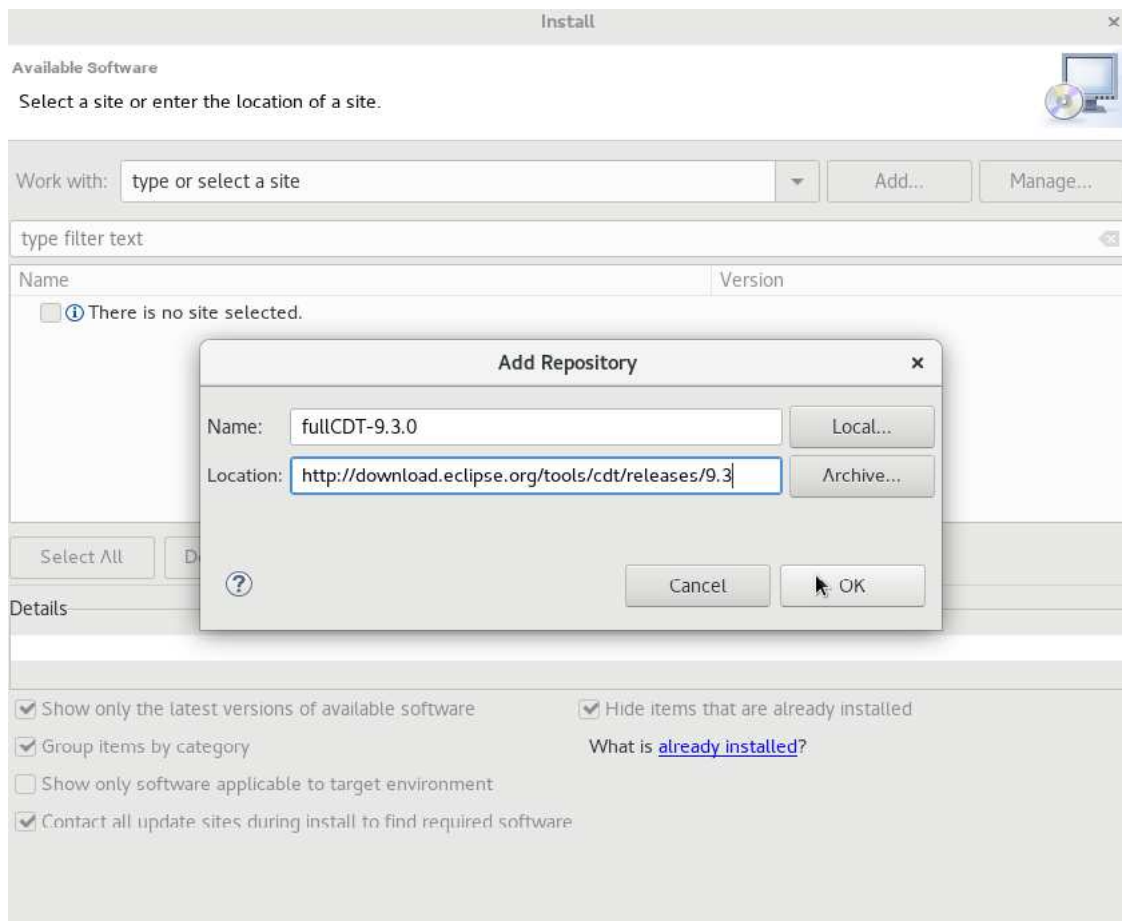 Install
Available Software
Select a site or enter the location of a site.
Work with: type or select a site Add... Manage...
type filter text
Name Version
There is no site selected.
Add Repository
Name: fullCDT-9.3.0 Local...
Location: http://download.eclipse.org/tools/cdt/releases/9.3 Archive...
Select All
? Cancel OK
Details
Show only the latest versions of available software Hide items that are already installed
Group items by category What is already installed?
Show only software applicable to target environment
Contact all update sites during install to find required software